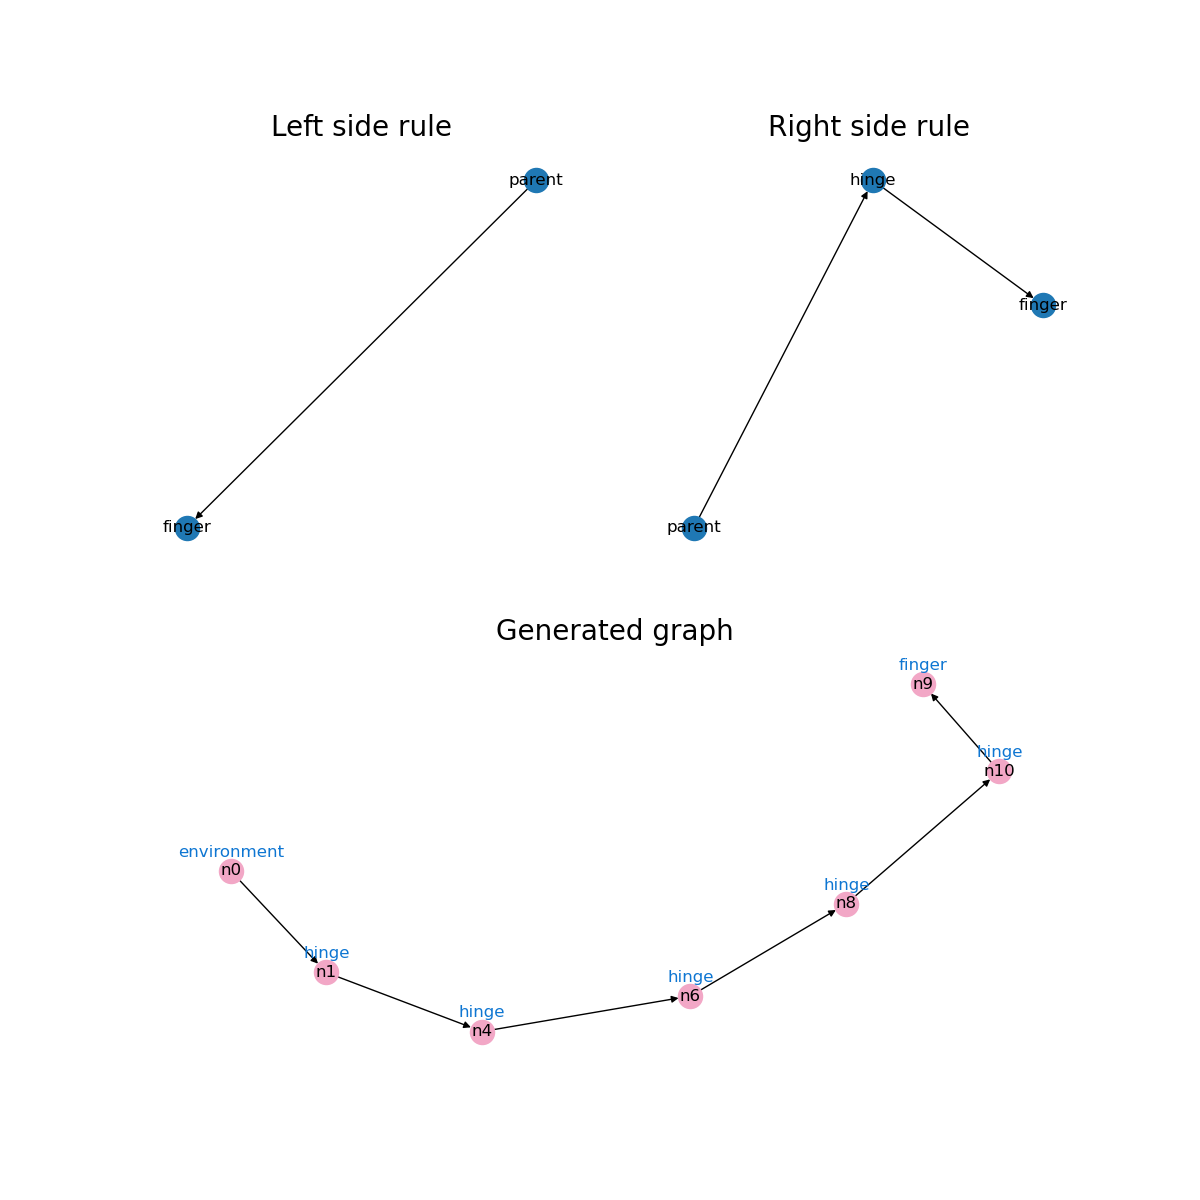 Left side rule
Right side rule
parent
hinge
finger
finger
parent
Generated graph
finger
n9
hinge
n10
environment
n0
hinge
n8
hinge
n1
hinge
n6
hinge
n4